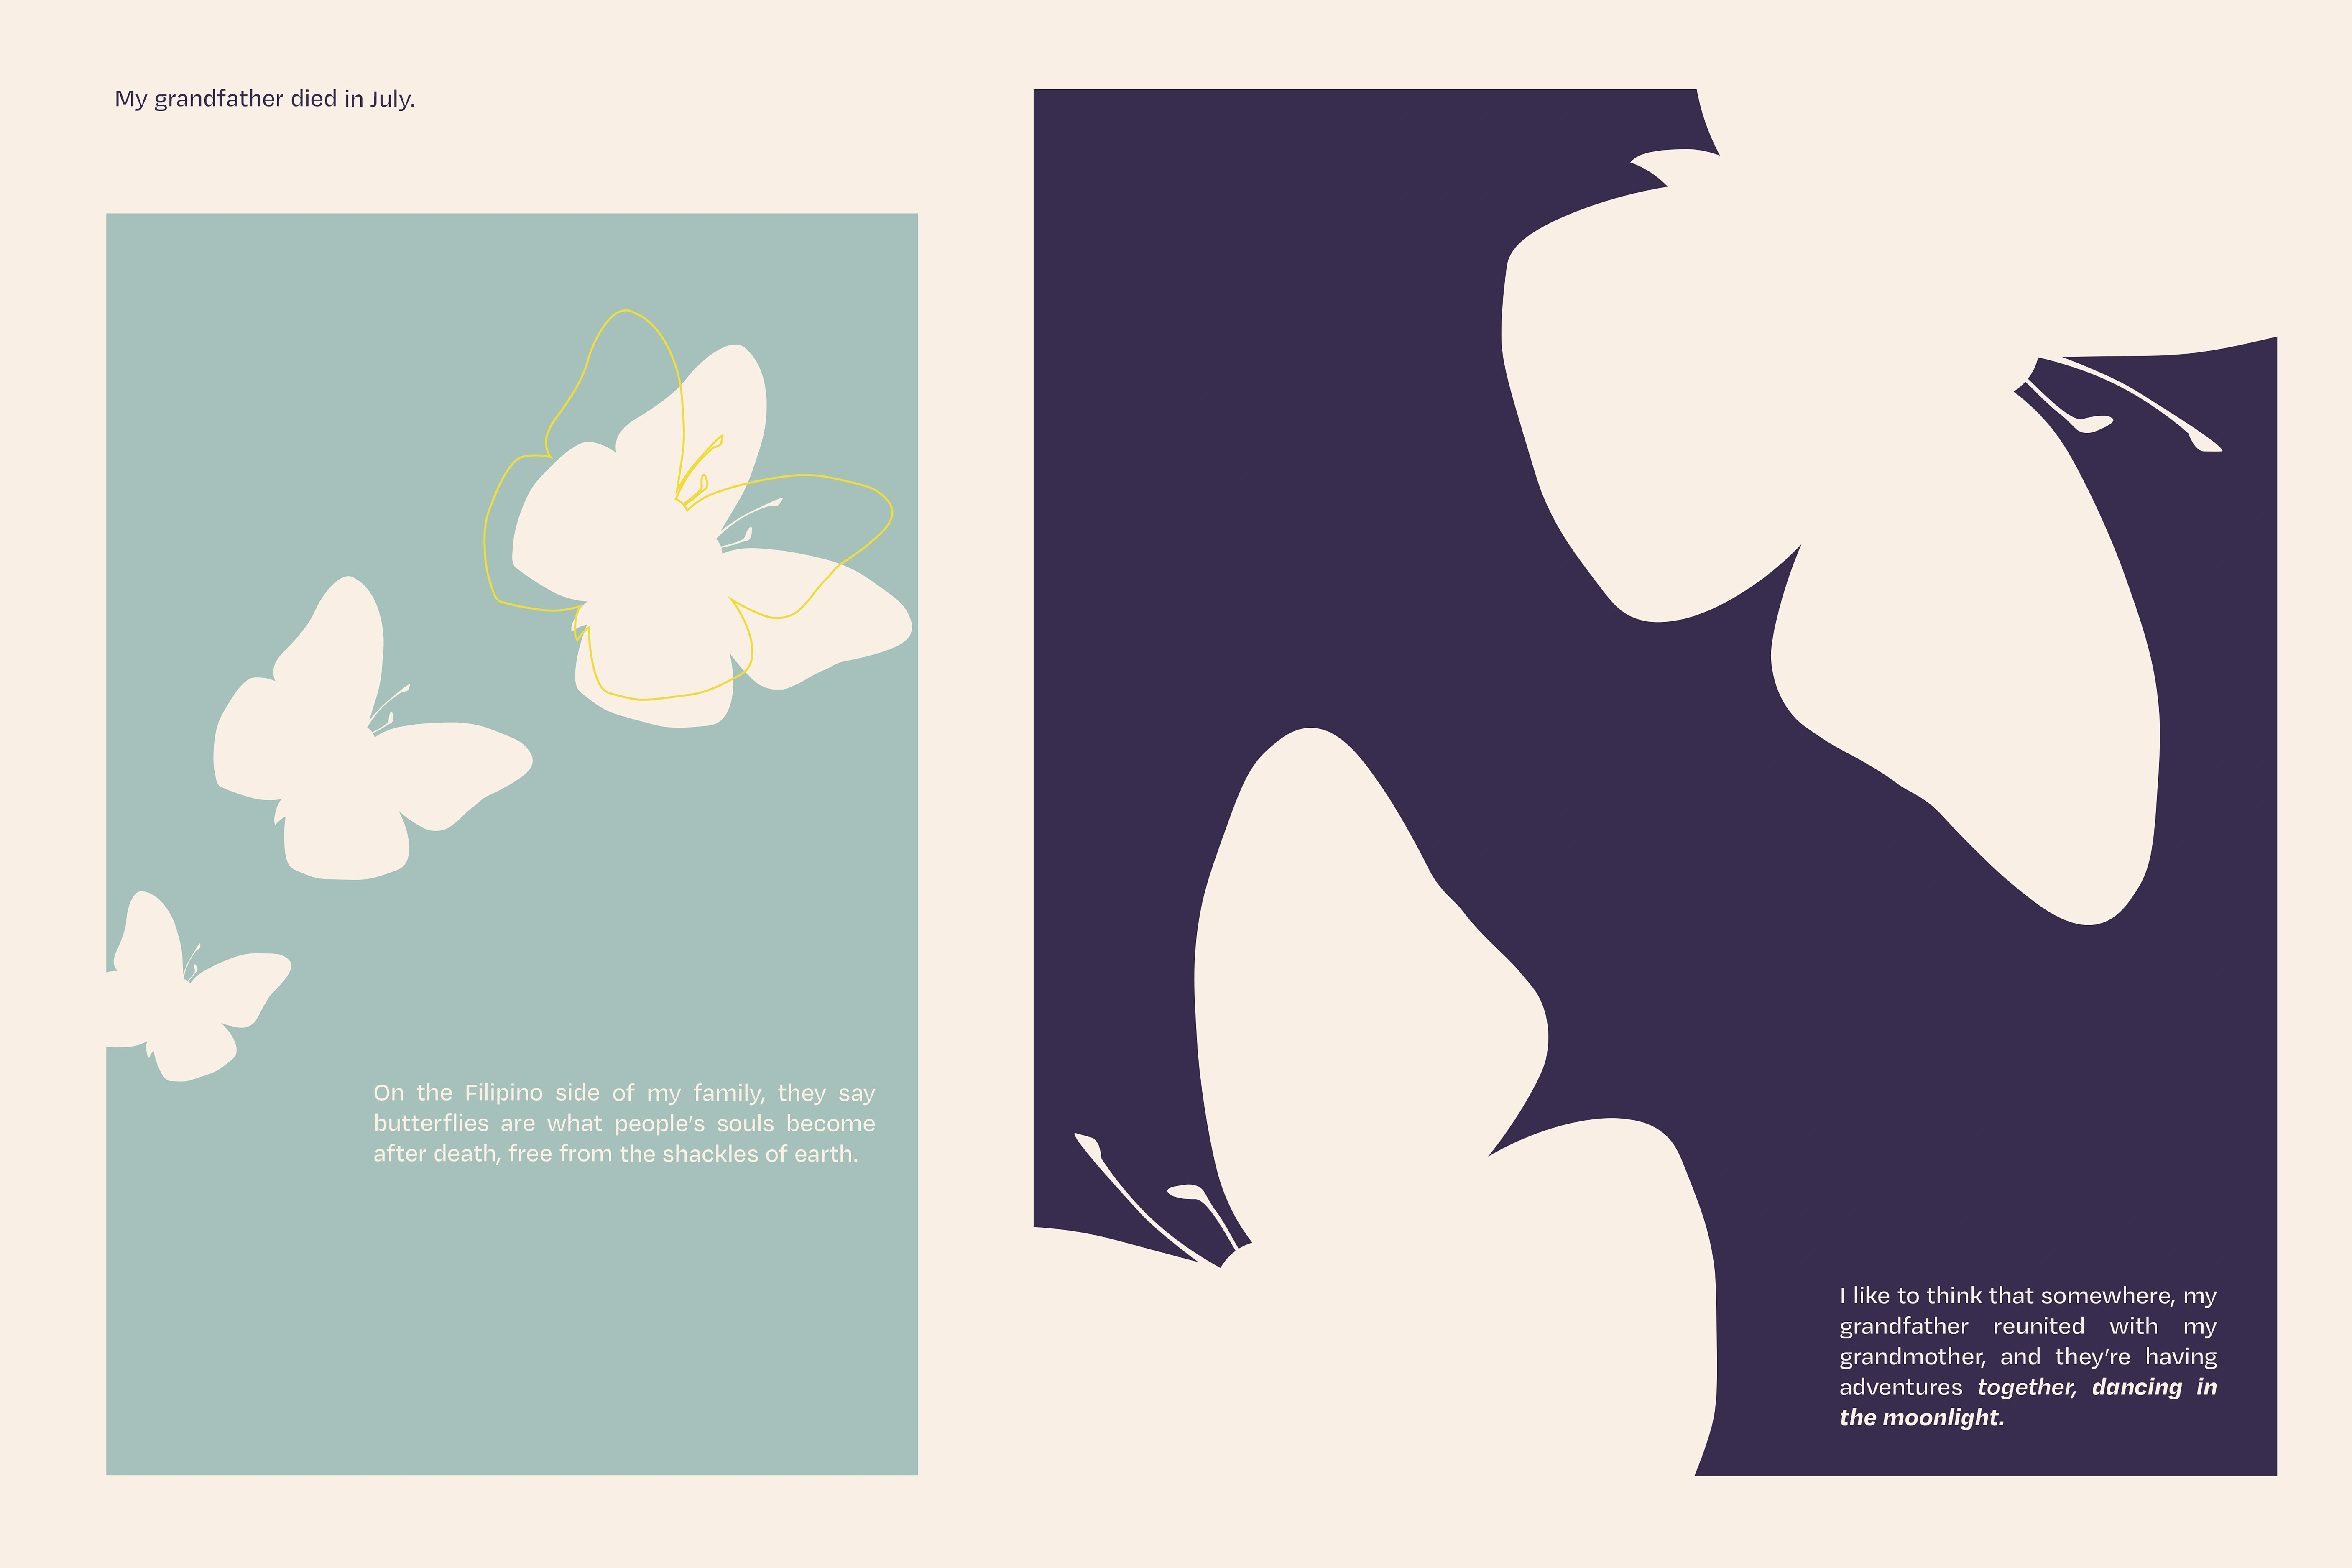 My grandfather died in July.
On the Filipino side of my family, they say
butterflies are what people’s souls become
after death, free from the shackles of earth.
I like to think that somewhere, my
grandfather reunited with my
grandmother, and they’re having
adventures together, dancing in
the moonlight.